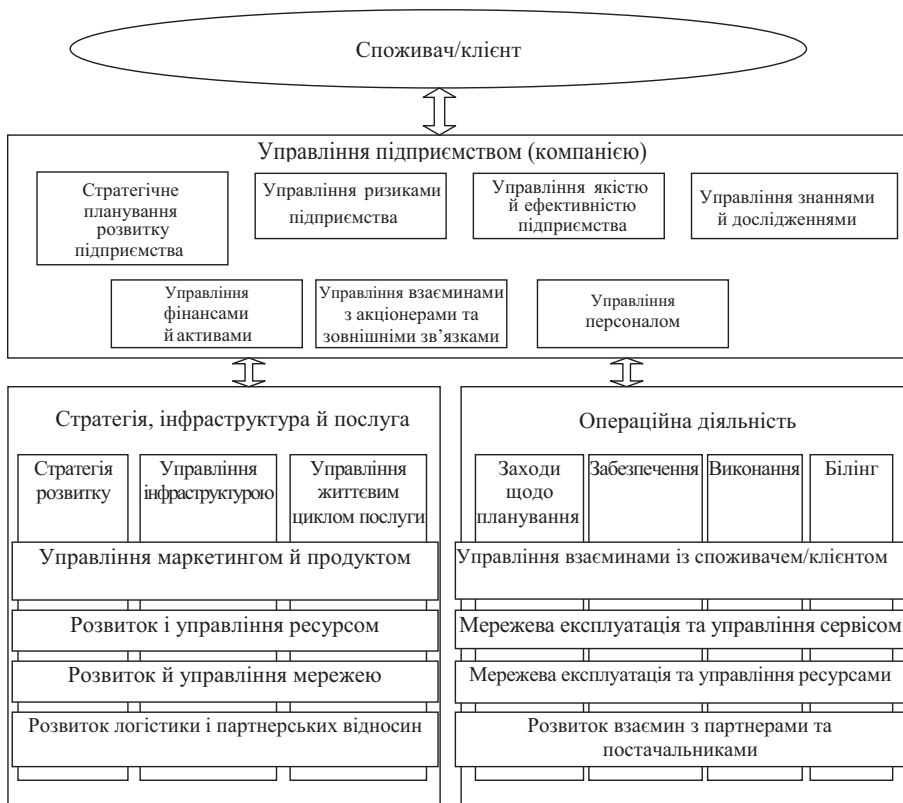 Споживач/клієнт
Управління підприємством (компанією)
Стратегічне
планування
розвитку
підприємства
Управління ризиками
підприємства
Управління якістю
й ефективністю
підприємства
Управління знаннями
й дослідженнями
Управління
фінансами
й активами
Управління взаєминами
з акціонерами та
зовнішніми зв’язками
Управління
персоналом
Стратегія, інфраструктура й послуга
Стратегія
розвитку
Управління
інфраструктурою
Управління
життєвим
циклом послуги
Управління маркетингом й продуктом
Розвиток і управління ресурсом
Розвиток й управління мережею
Розвиток логістики і партнерських відносин
Операційна діяльність
Заходи
щодо
планування
Забезпечення
Виконання
Білінг
Управління взаєминами із споживачем/клієнтом
Мережева експлуатація та управління сервісом
Мережева експлуатація та управління ресурсами
Розвиток взаємин з партнерами та
постачальниками